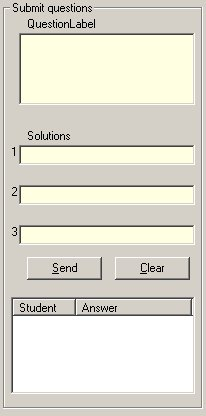 Submit questions
QuestionLabel
Solutions
1
2
3
Send Clear
Student Answer